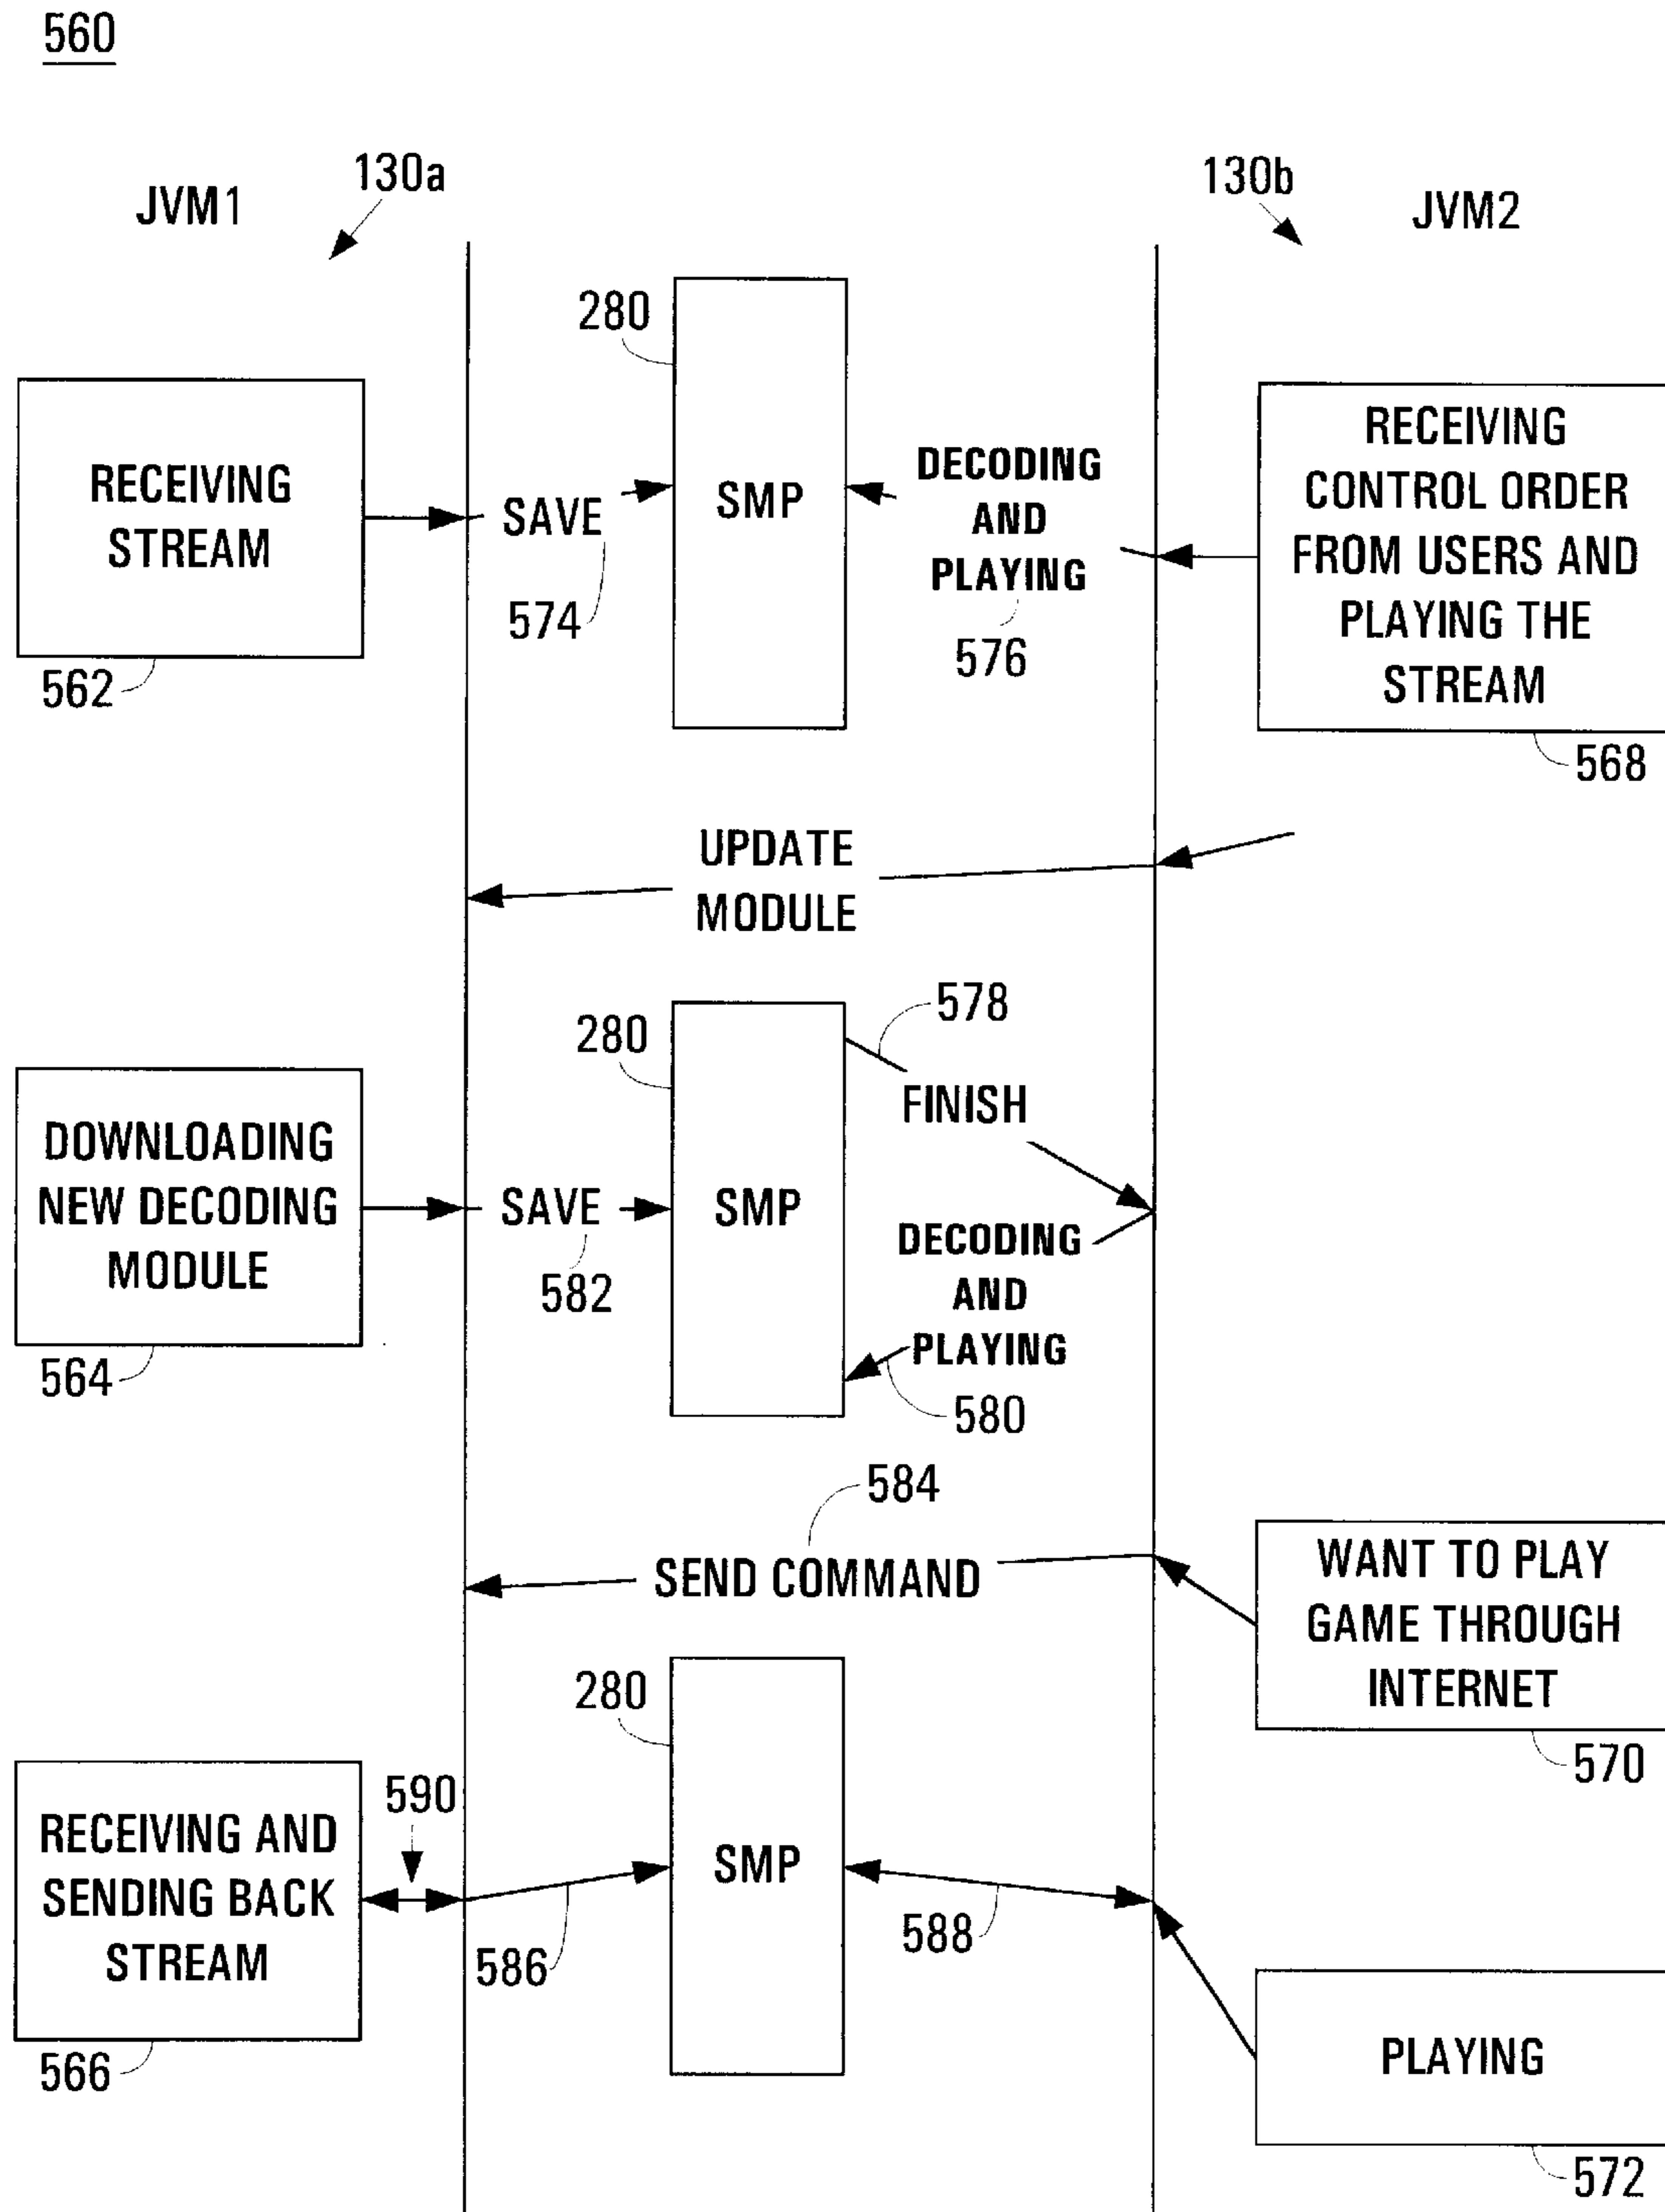 560
JVM1
130a
130b
JVM2
280
RECEIVING
STREAM
562
SAVE
574
SMP
DECODING
AND
PLAYING
576
RECEIVING
CONTROL ORDER
FROM USERS AND
PLAYING THE
STREAM
568
UPDATE
MODULE
280
578
FINISH
DOWNLOADING
NEW DECODING
MODULE
564
SAVE
582
SMP
DECODING
AND
PLAYING
580
584
SEND COMMAND
WANT TO PLAY
GAME THROUGH
INTERNET
570
280
590
RECEIVING AND
SENDING BACK
STREAM
566
586
SMP
588
PLAYING
572